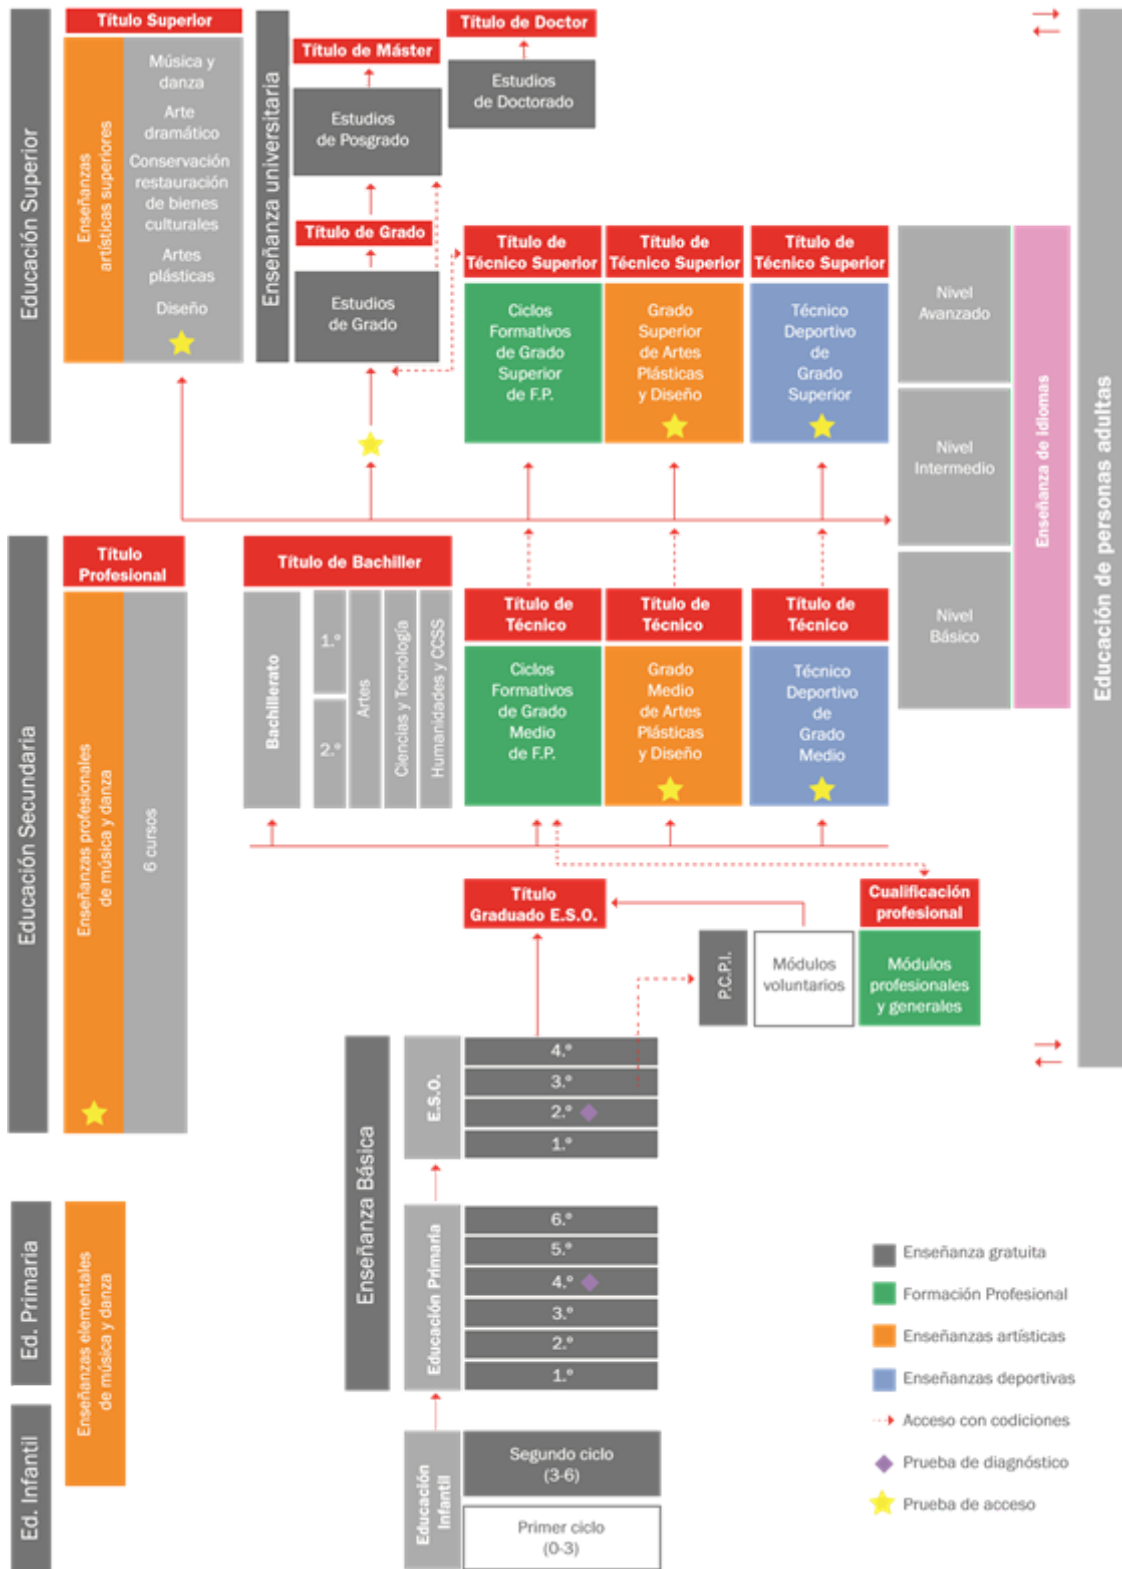 Título Superior
Título de Doctor
Título de Máster
Educación Superior
Enseñanzas
artísticas superiores
Música y
danza
Arte
dramático
Conservación
restauración
de bienes
culturales
Artes
plásticas
Diseño
Enseñanza universitaria
Estudios
de Posgrado
Estudios
de Doctorado
Título de Grado
Estudios
de Grado
Título de
Técnico Superior
Ciclos
Formativos
de Grado
Superior
de F.P.
Título de
Técnico Superior
Grado
Superior
de Artes
Plásticas
y Diseño
Título de
Técnico Superior
Técnico
Deportivo
de
Grado
Superior
Nivel
Avanzado
Nivel
Intermedio
Nivel
Básico
Enseñanza de idiomas
Educación de personas adultas
Educación Secundaria
Título
Profesional
Enseñanzas profesionales
de música y danza
6 cursos
Título de Bachiller
Bachillerato
1.º
2.º
Artes
Ciencias y Tecnología
Humanidades y CCSS
Título de
Técnico
Ciclos
Formativos
de Grado
Medio
de F.P.
Título de
Técnico
Grado
Medio
de Artes
Plásticas
y Diseño
Título de
Técnico
Técnico
Deportivo
de
Grado
Medio
Título
Graduado E.S.O.
Cualificación
profesional
P.C.P.I.
Módulos
voluntarios
Módulos
profesionales
y generales
Enseñanza Básica
E.S.O.
4.º
3.º
2.º
1.º
Ed. Primaria
Enseñanzas elementales
de música y danza
Educación Primaria
6.º
5.º
4.º
3.º
2.º
1.º
Ed. Infantil
Educación
Infantil
Segundo ciclo
(3-6)
Primer ciclo
(0-3)
Enseñanza gratuita
Formación Profesional
Enseñanzas artísticas
Enseñanzas deportivas
Acceso con codiciones
Prueba de diagnóstico
Prueba de acceso